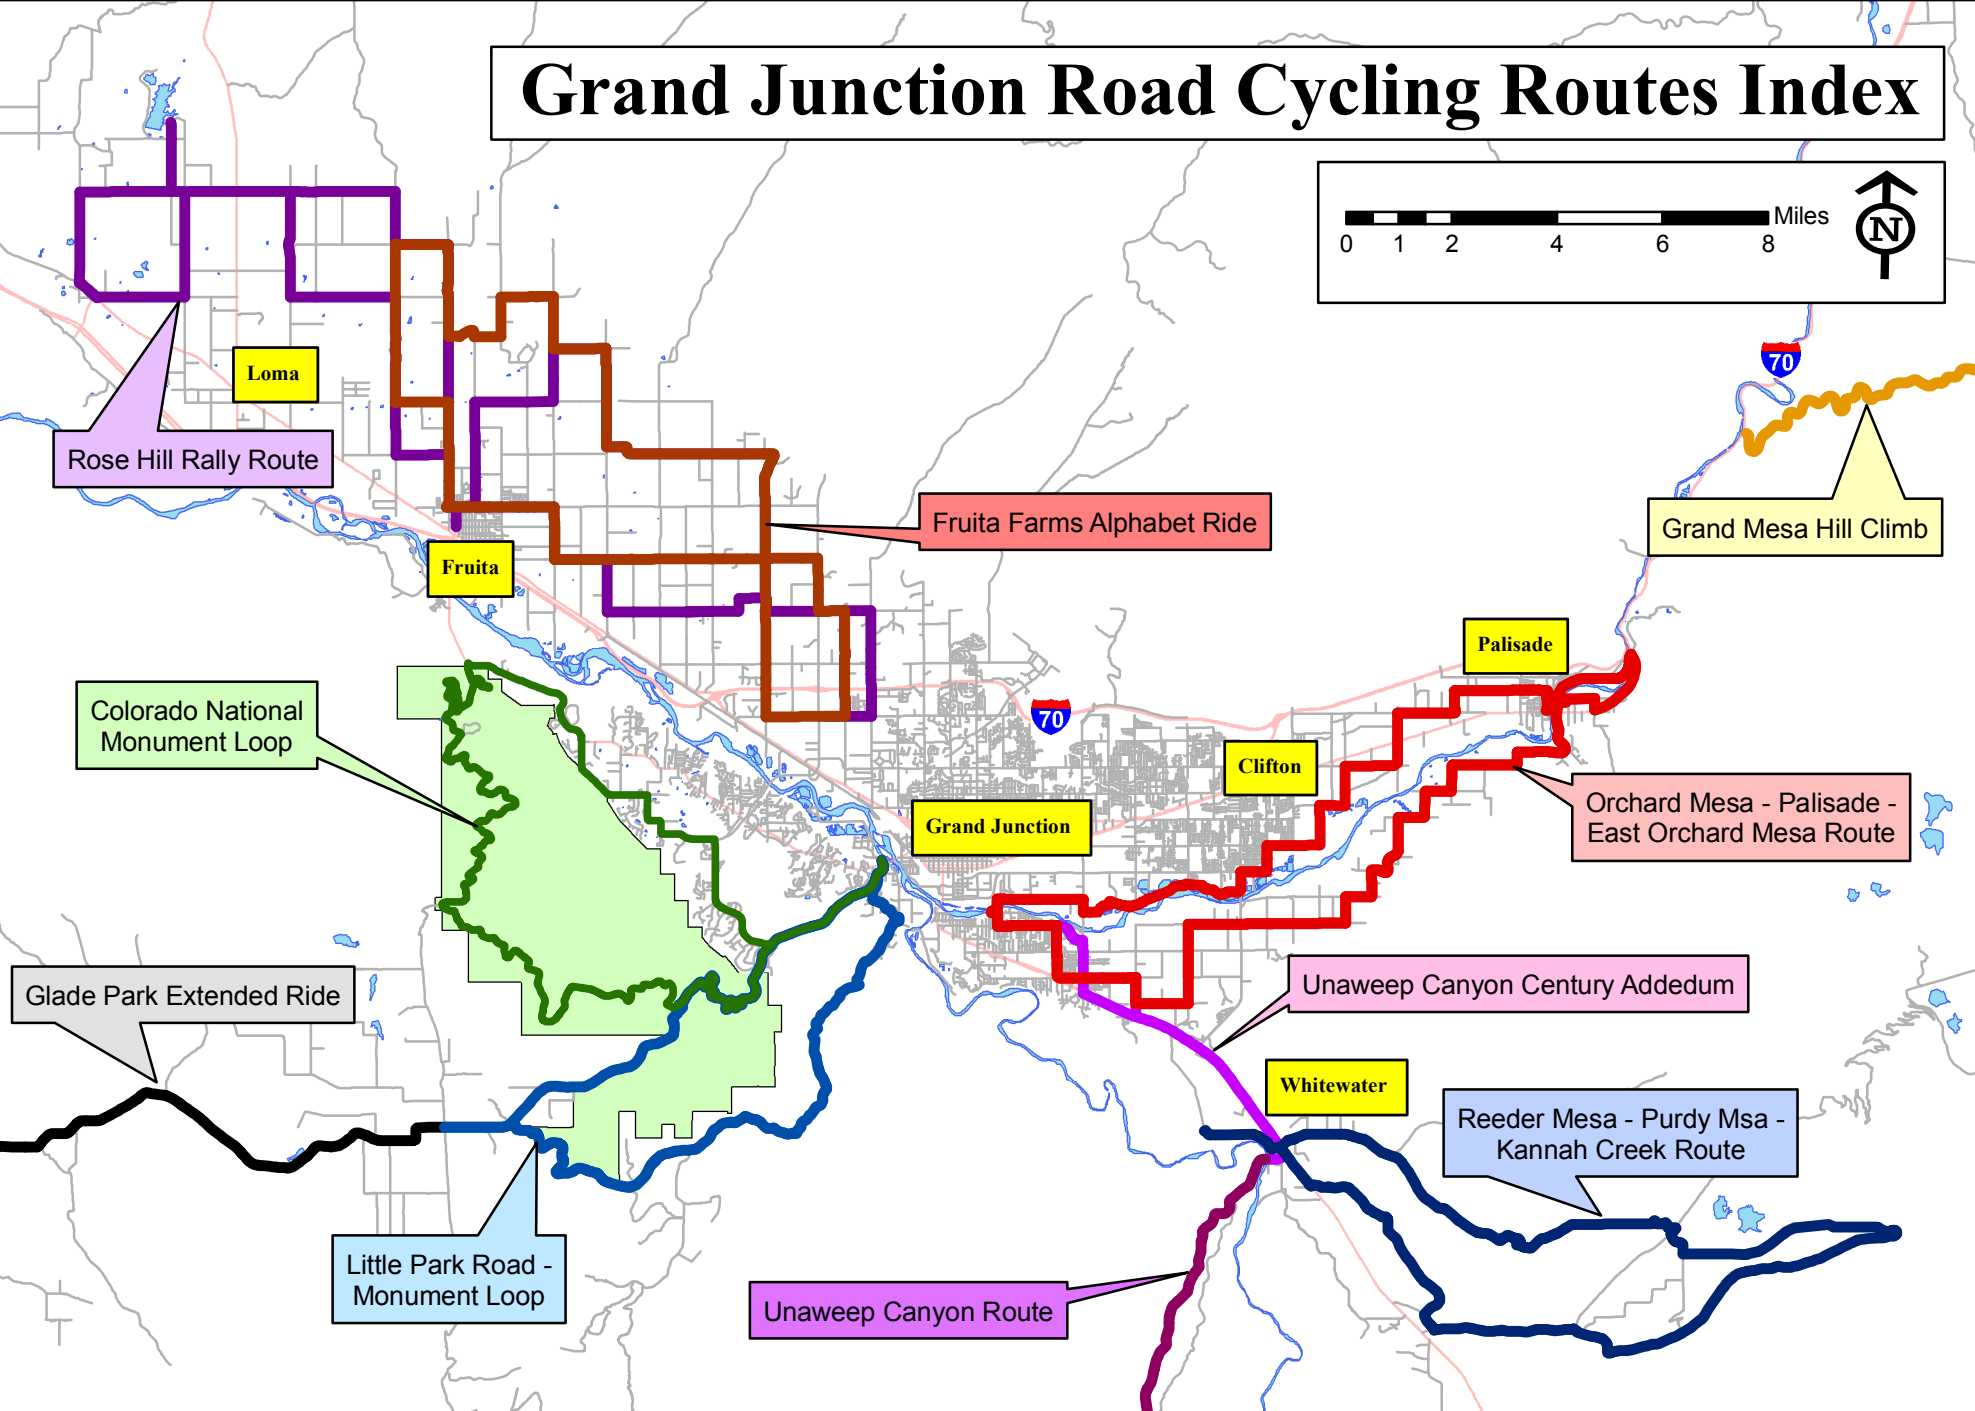 Grand Junction Road Cycling Routes Index
Miles
0 1 2 4 6 8
N
70
Loma
Rose Hill Rally Route
Grand Mesa Hill Climb
Fruita Farms Alphabet Ride
Fruita
Palisade
Colorado National
Monument Loop
70
Clifton
Grand Junction
Orchard Mesa - Palisade -
East Orchard Mesa Route
Glade Park Extended Ride
Unaweep Canyon Century Addedum
Whitewater
Reeder Mesa - Purdy Msa -
Kannah Creek Route
Little Park Road -
Monument Loop
Unaweep Canyon Route